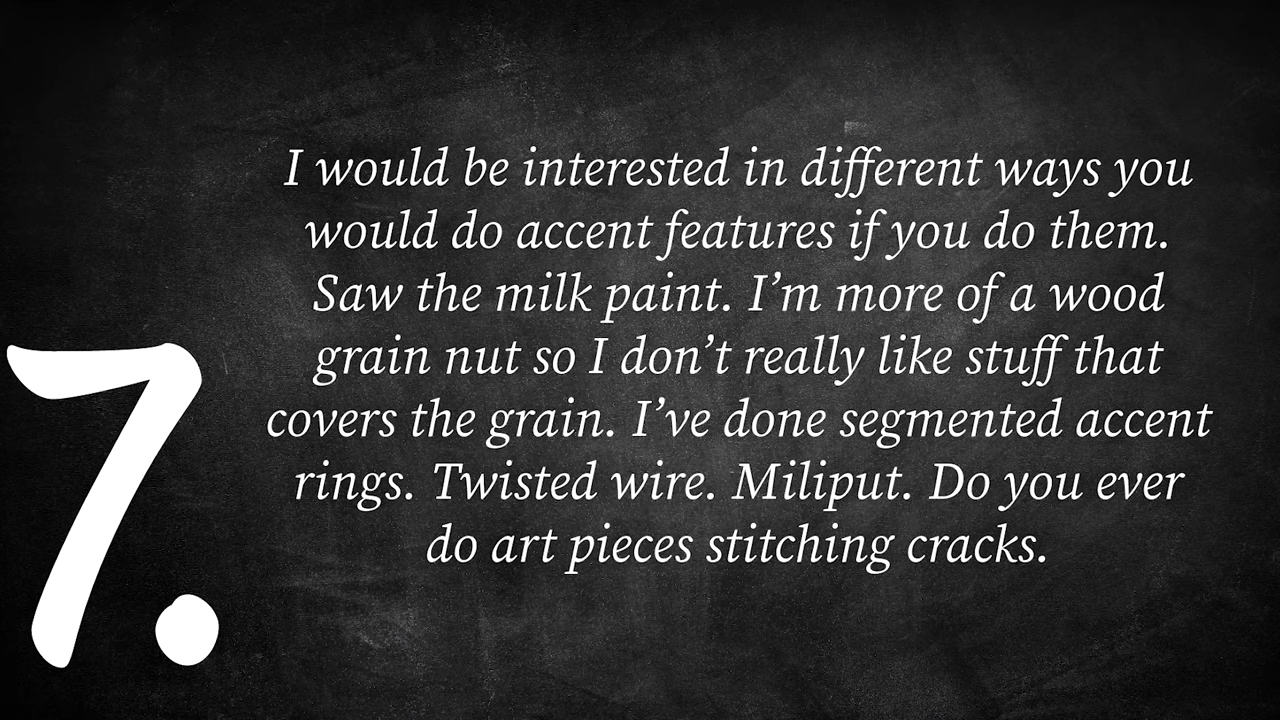 7.
I would be interested in different ways you
would do accent features if you do them.
Saw the milk paint. I’m more of a wood
grain nut so I don’t really like stuff that
covers the grain. I’ve done segmented accent
rings. Twisted wire. Miliput. Do you ever
do art pieces stitching cracks.